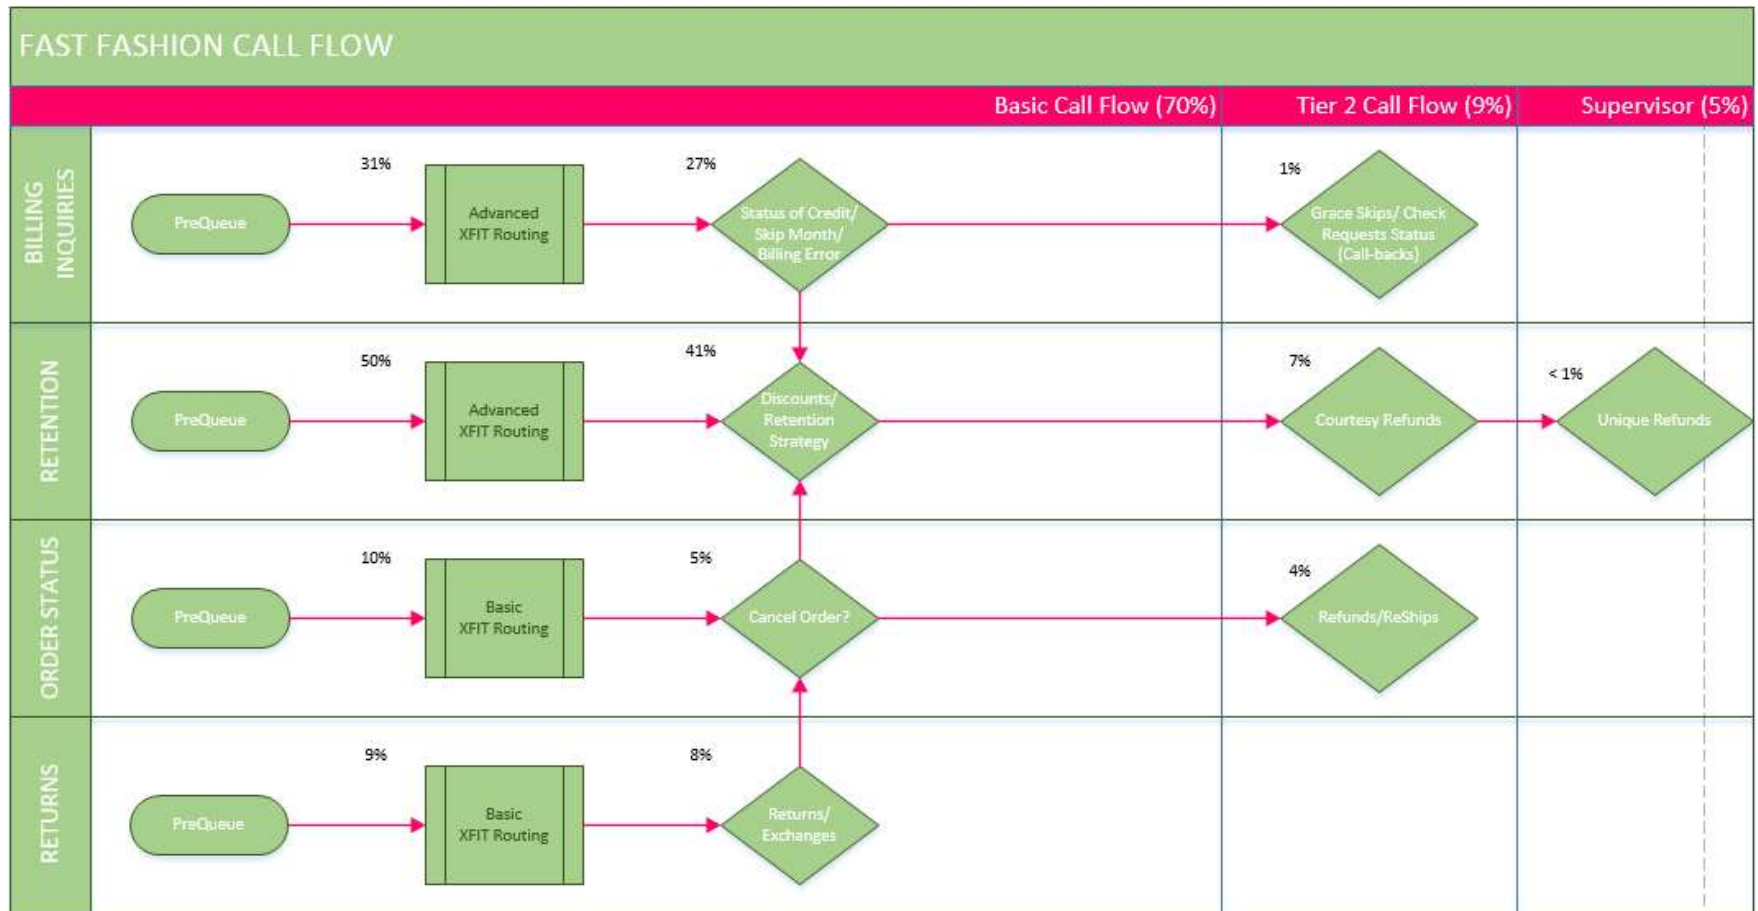 FAST FASHION CALL FLOW
Basic Call Flow (70%)
Tier 2 Call Flow (9%)
Supervisor (5%)
BILLING
INQUIRIES
PreQueue
31%
Advanced
XFIT Routing
27%
Status of Credit/
Skip Month/
Billing Error
1%
Grace Skips/ Check
Requests Status
(Call-backs)
RETENTION
PreQueue
50%
Advanced
XFIT Routing
41%
Discounts/
Retention
Strategy
7%
Courtesy Refunds
< 1%
Unique Refunds
ORDER STATUS
PreQueue
10%
Basic
XFIT Routing
5%
Cancel Order?
4%
Refunds/ReShips
RETURNS
PreQueue
9%
Basic
XFIT Routing
8%
Returns/
Exchanges